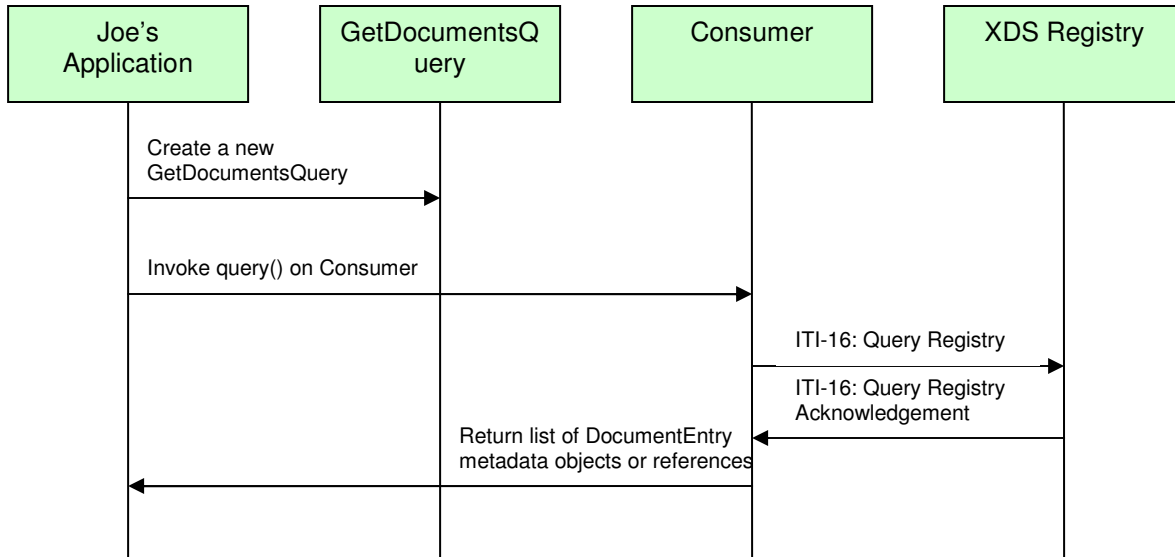 Joe's
Application
GetDocumentsQ
uery
Consumer
XDS Registry
Create a new
GetDocumentsQuery
Invoke query() on Consumer
ITI-16: Query Registry
ITI-16: Query Registry
Acknowledgement
Return list of DocumentEntry
metadada objects or references